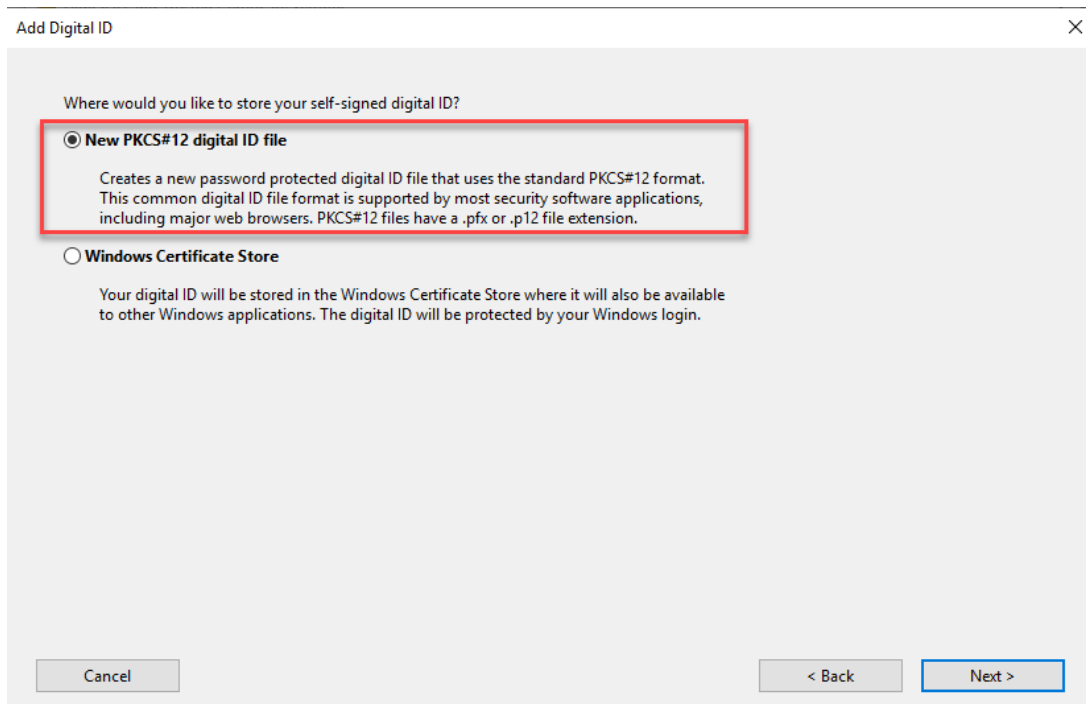 Add Digital ID
Where would you like to store your self-signed digital ID?
New PKCS#12 digital ID file
Creates a new password protected digital ID file that uses the standard PKCS#12 format.
This common digital ID file format is supported by most security software applications,
including major web browsers. PKCS#12 files have a .pfx or .p12 file extension.
Windows Certificate Store
Your digital ID will be stored in the Windows Certificate Store where it will also be available
to other Windows applications. The digital ID will be protected by your Windows login.
Cancel
< Back
Next >